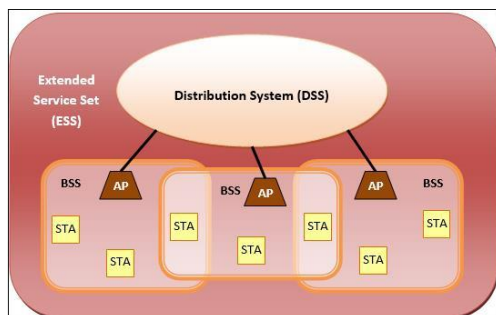 Extended
Service Set
(ESS)
Distribution System (DSS)
BSS
AP
BSS
AP
AP
BSS
STA
STA
STA
STA
STA
STA
STA